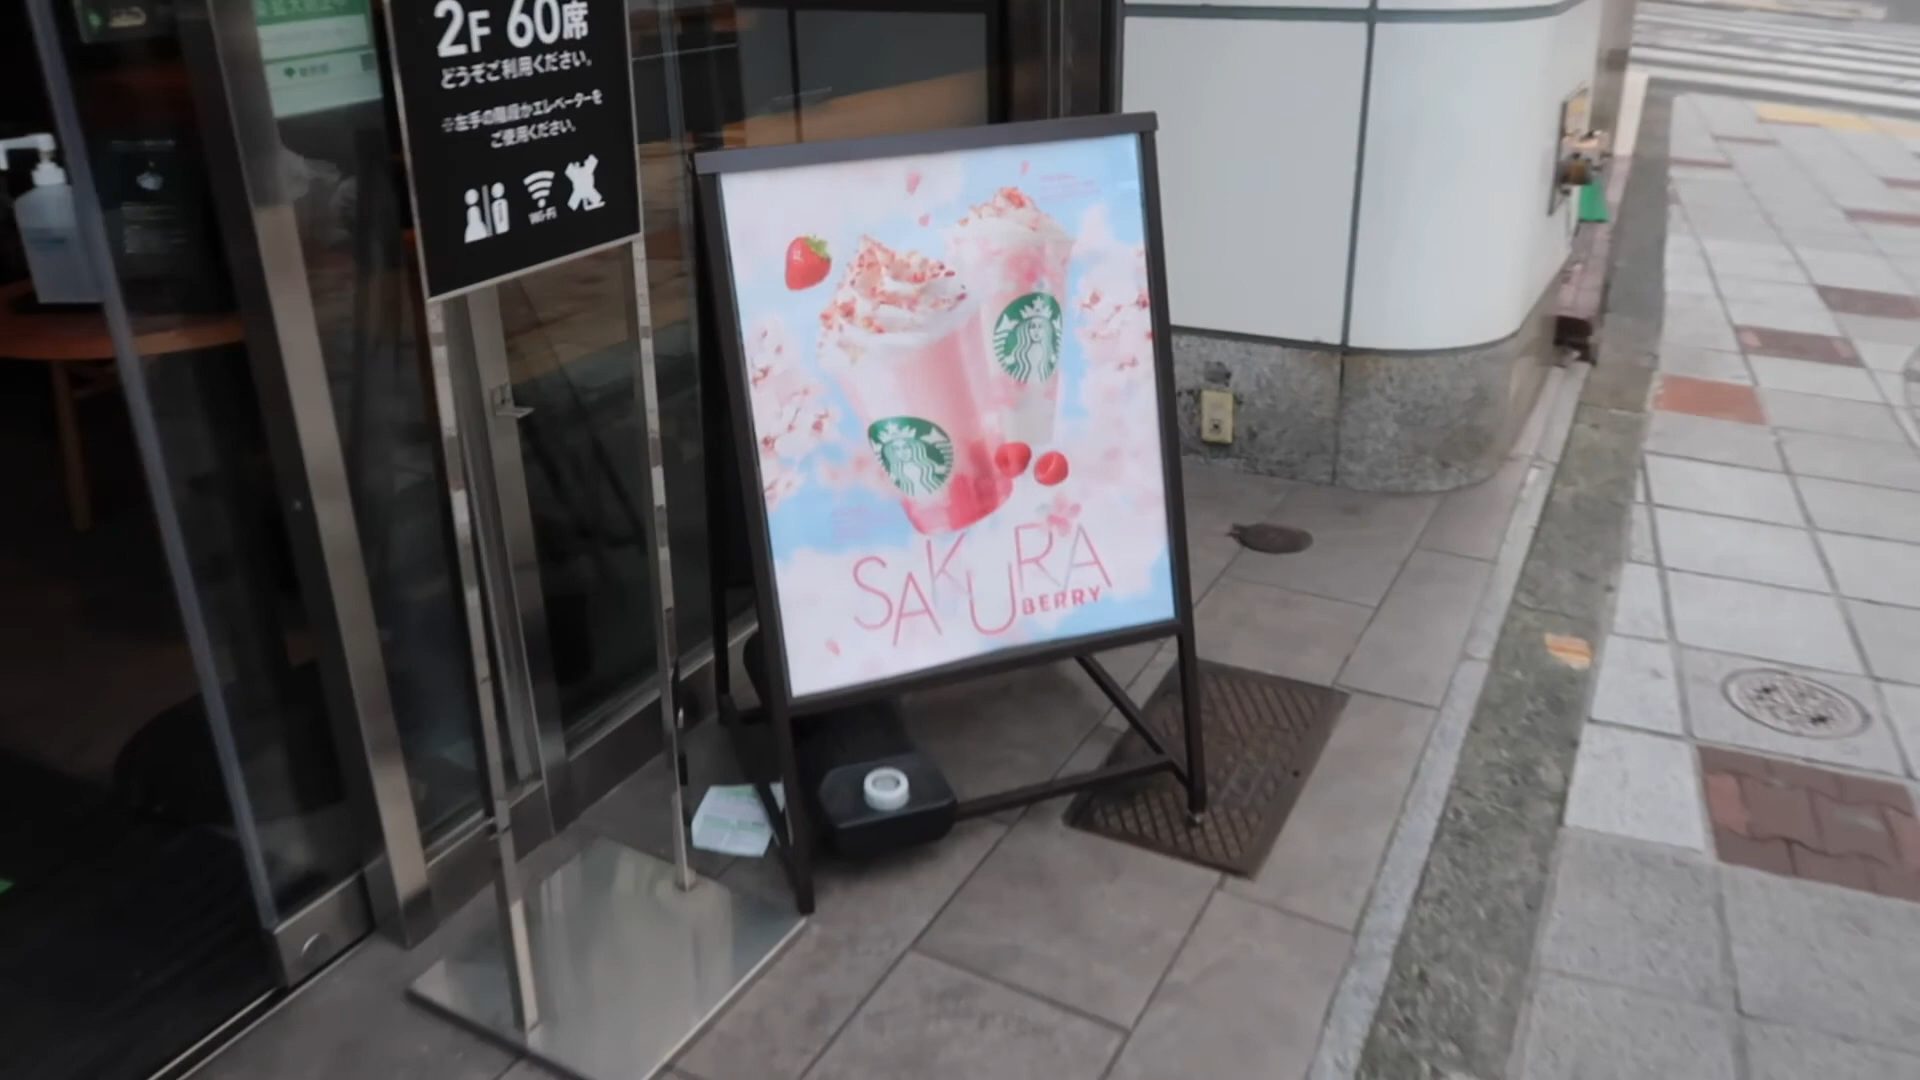 2F 60席
どうぞご利用ください。
※左手の階段かエレベーターを
ご使用ください。
Wi-Fi
SAKURA
BERRY